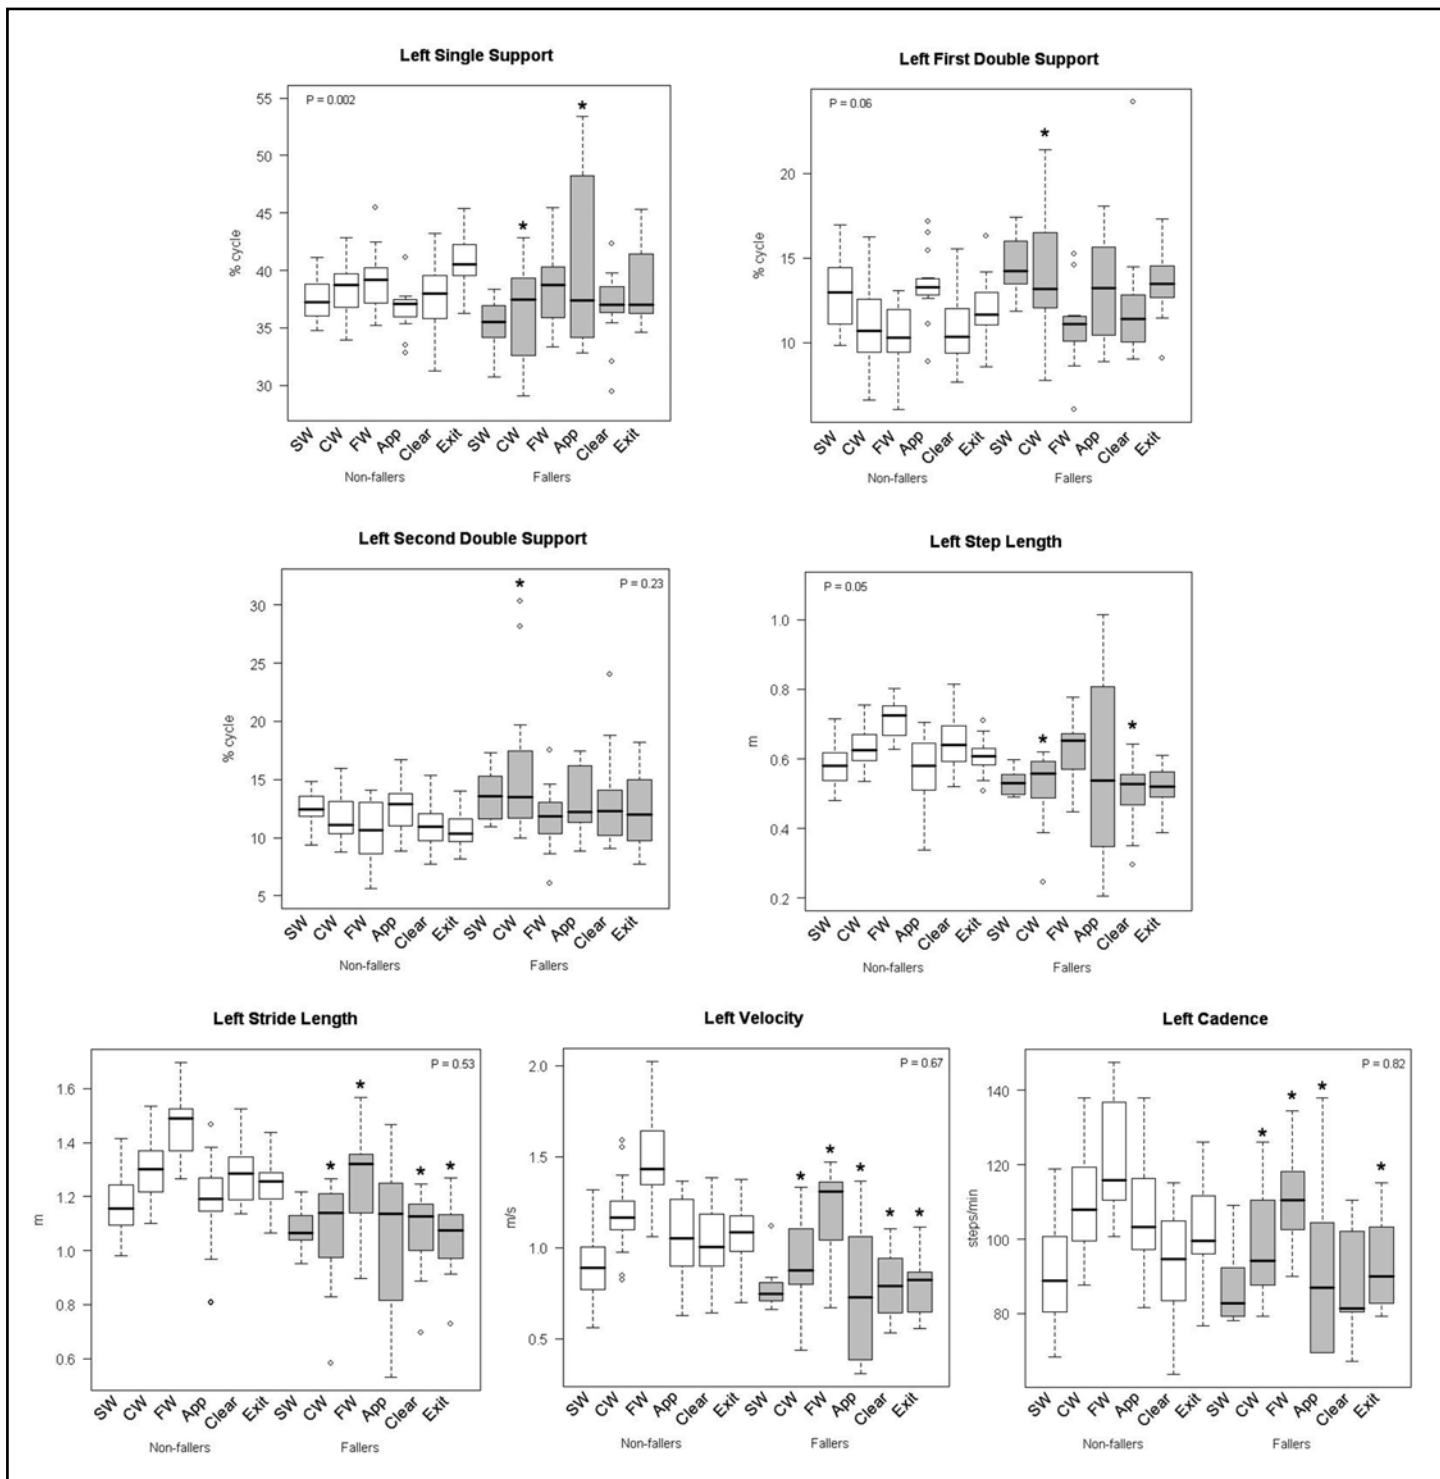 Left Single Support
P = 0.002
*
*
55
50
45
40
35
30
% cycle
SW CW FW App Clear Exit SW CW FW App Clear Exit
Non-fallers Fallers
Left First Double Support
P = 0.06
*
20
15
10
% cycle
SW CW FW App Clear Exit SW CW FW App Clear Exit
Non-fallers Fallers
Left Second Double Support
* P = 0.23
30
25
20
15
10
5
% cycle
SW CW FW App Clear Exit SW CW FW App Clear Exit
Non-fallers Fallers
Left Step Length
P = 0.05
* *
1.0
0.8
0.6
0.4
0.2
m
SW CW FW App Clear Exit SW CW FW App Clear Exit
Non-fallers Fallers
Left Stride Length
P = 0.53
*
* * *
1.6
1.4
1.2
1.0
0.8
0.6
m
SW CW FW App Clear Exit SW CW FW App Clear Exit
Non-fallers Fallers
Left Velocity
P = 0.67
* * * * *
2.0
1.5
1.0
0.5
m/s
SW CW FW App Clear Exit SW CW FW App Clear Exit
Non-fallers Fallers
Left Cadence
P = 0.82
* * * *
140
120
100
80
steps/min
SW CW FW App Clear Exit SW CW FW App Clear Exit
Non-fallers Fallers